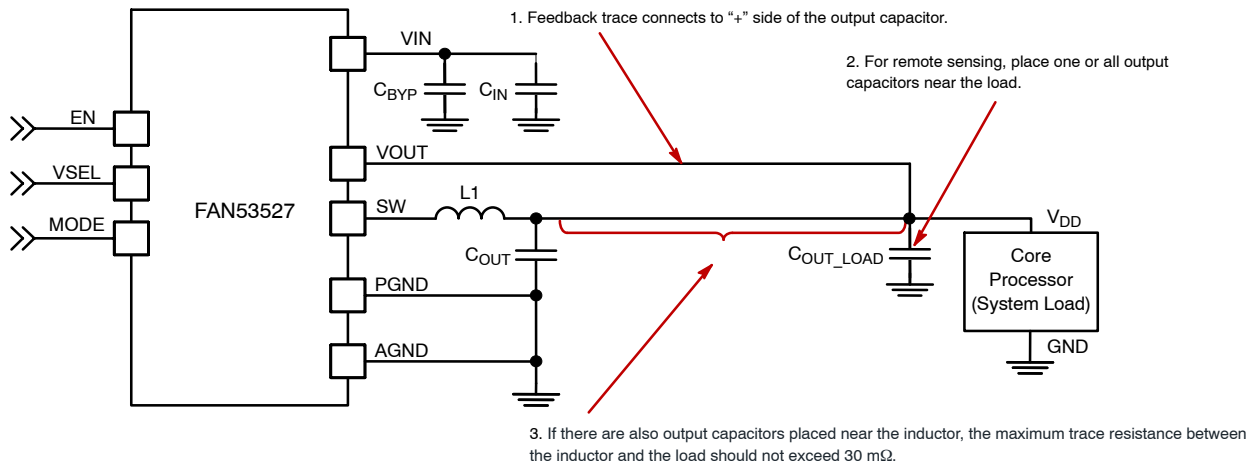 1. Feedback trace connects to “+” side of the output capacitor.
VIN
2. For remote sensing, place one or all output
capacitors near the load.
CBYP
CIN
EN
VOUT
VSEL
L1
FAN53527
SW
MODE
VDD
COUT
COUT_LOAD
Core
Processor
(System Load)
PGND
GND
AGND
3. If there are also output capacitors placed near the inductor, the maximum trace resistance between
the inductor and the load should not exceed 30 mΩ.